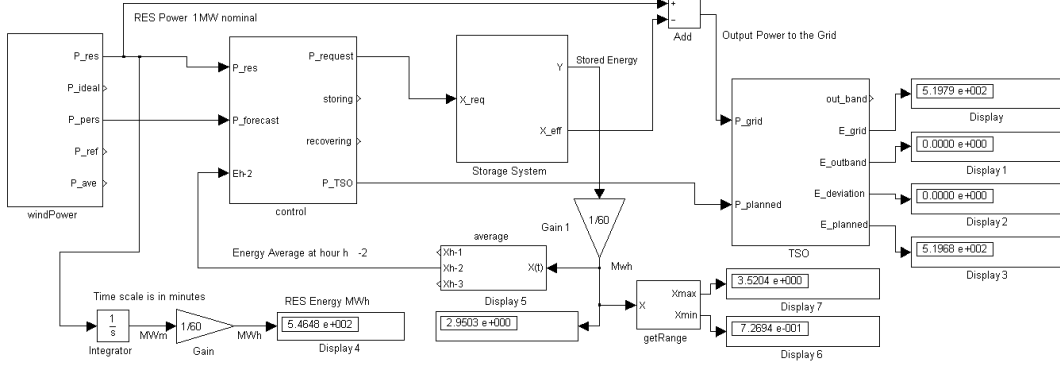 RES Power 1MW nominal
+
−
Add
Output Power to the Grid
P_res
P_ideal
P_pers
P_ref
P_ave
windPower
P_res
P_forecast
Eh-2
P_request
storing
recovering
P_TSO
control
X_req
Y
X_eff
Storage System
Stored Energy
P_grid
P_planned
out_band
E_grid
E_outband
E_deviation
E_planned
TSO
5.1979 e+002
Display
0.0000 e+000
Display 1
0.0000 e+000
Display 2
5.1968 e+002
Display 3
1/60
Gain 1
Mwh
Energy Average at hour h -2
average
Xh-1
Xh-2
Xh-3
X(t)
Display 5
2.9503 e+000
X
Xmax
Xmin
getRange
3.5204 e+000
Display 7
7.2694 e-001
Display 6
Time scale is in minutes
1
s
Integrator
MWm
1/60
Gain
MWh
RES Energy MWh
5.4648 e+002
Display 4